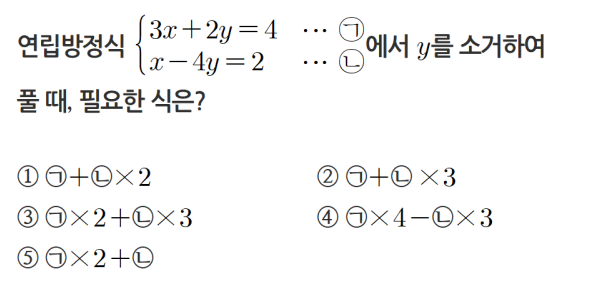 연립방정식 {3x+2y=4 ··· ㉠
x-4y=2 ··· ㉡ 에서 y를 소거하여
풀 때, 필요한 식은?
① ㉠+㉡×2 ② ㉠+㉡×3
③ ㉠×2+㉡×3 ④ ㉠×4-㉡×3
⑤ ㉠×2+㉡